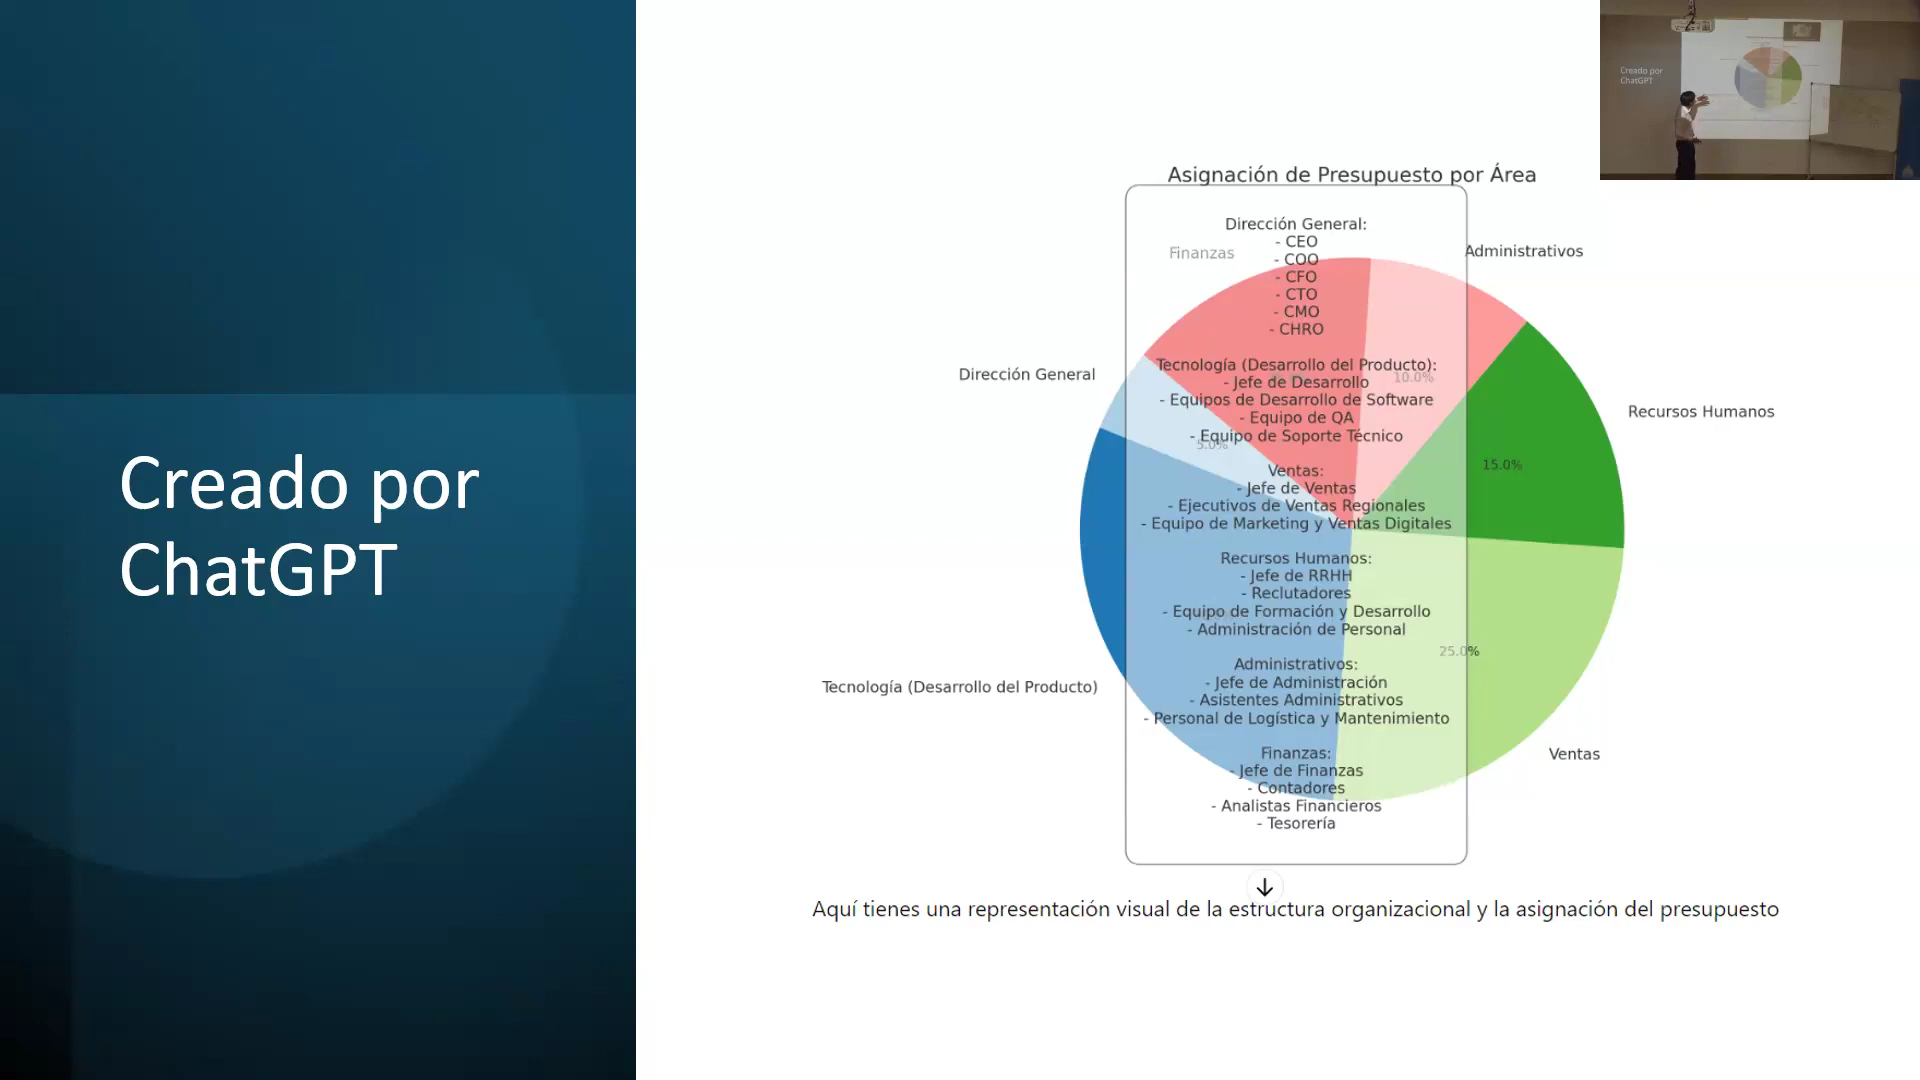 Creado por
ChatGPT
Asignación de Presupuesto por Área
Dirección General:
- CEO
- COO
- CFO
- CTO
- CMO
- CHRO
Tecnología (Desarrollo del Producto):
- Jefe de Desarrollo
- Equipos de Desarrollo de Software
- Equipo de QA
- Equipo de Soporte Técnico
Ventas:
- Jefe de Ventas
- Ejecutivos de Ventas Regionales
- Equipo de Marketing y Ventas Digitales
Recursos Humanos:
- Jefe de RRHH
- Reclutadores
- Equipo de Formación y Desarrollo
- Administración de Personal
Administrativos:
- Jefe de Administración
- Asistentes Administrativos
- Personal de Logística y Mantenimiento
Finanzas:
- Jefe de Finanzas
- Contadores
- Analistas Financieros
- Tesorería
Finanzas
Administrativos
10.0%
Dirección General
5.0%
Recursos Humanos
15.0%
Tecnología (Desarrollo del Producto)
25.0%
Ventas
Aquí tienes una representación visual de la estructura organizacional y la asignación del presupuesto
Creado por
ChatGPT